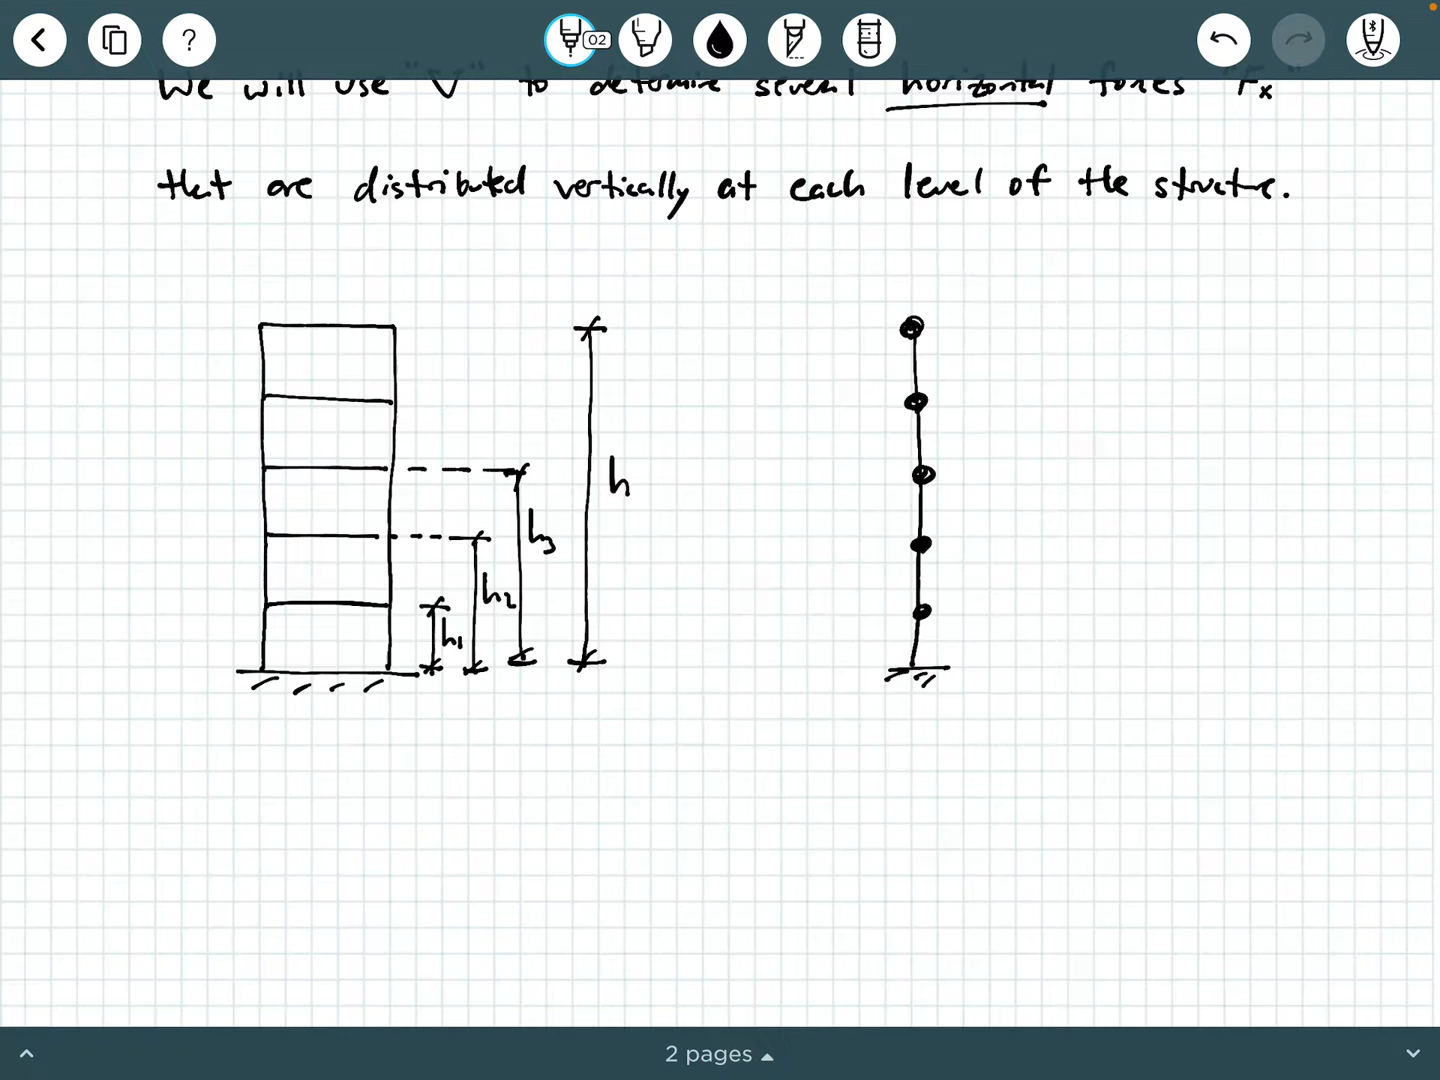 ?
02
We will use "V" to determine several horizontal forces "Fx"
that are distributed vertically at each level of the structure.
h
h3
h2
h1
2 pages